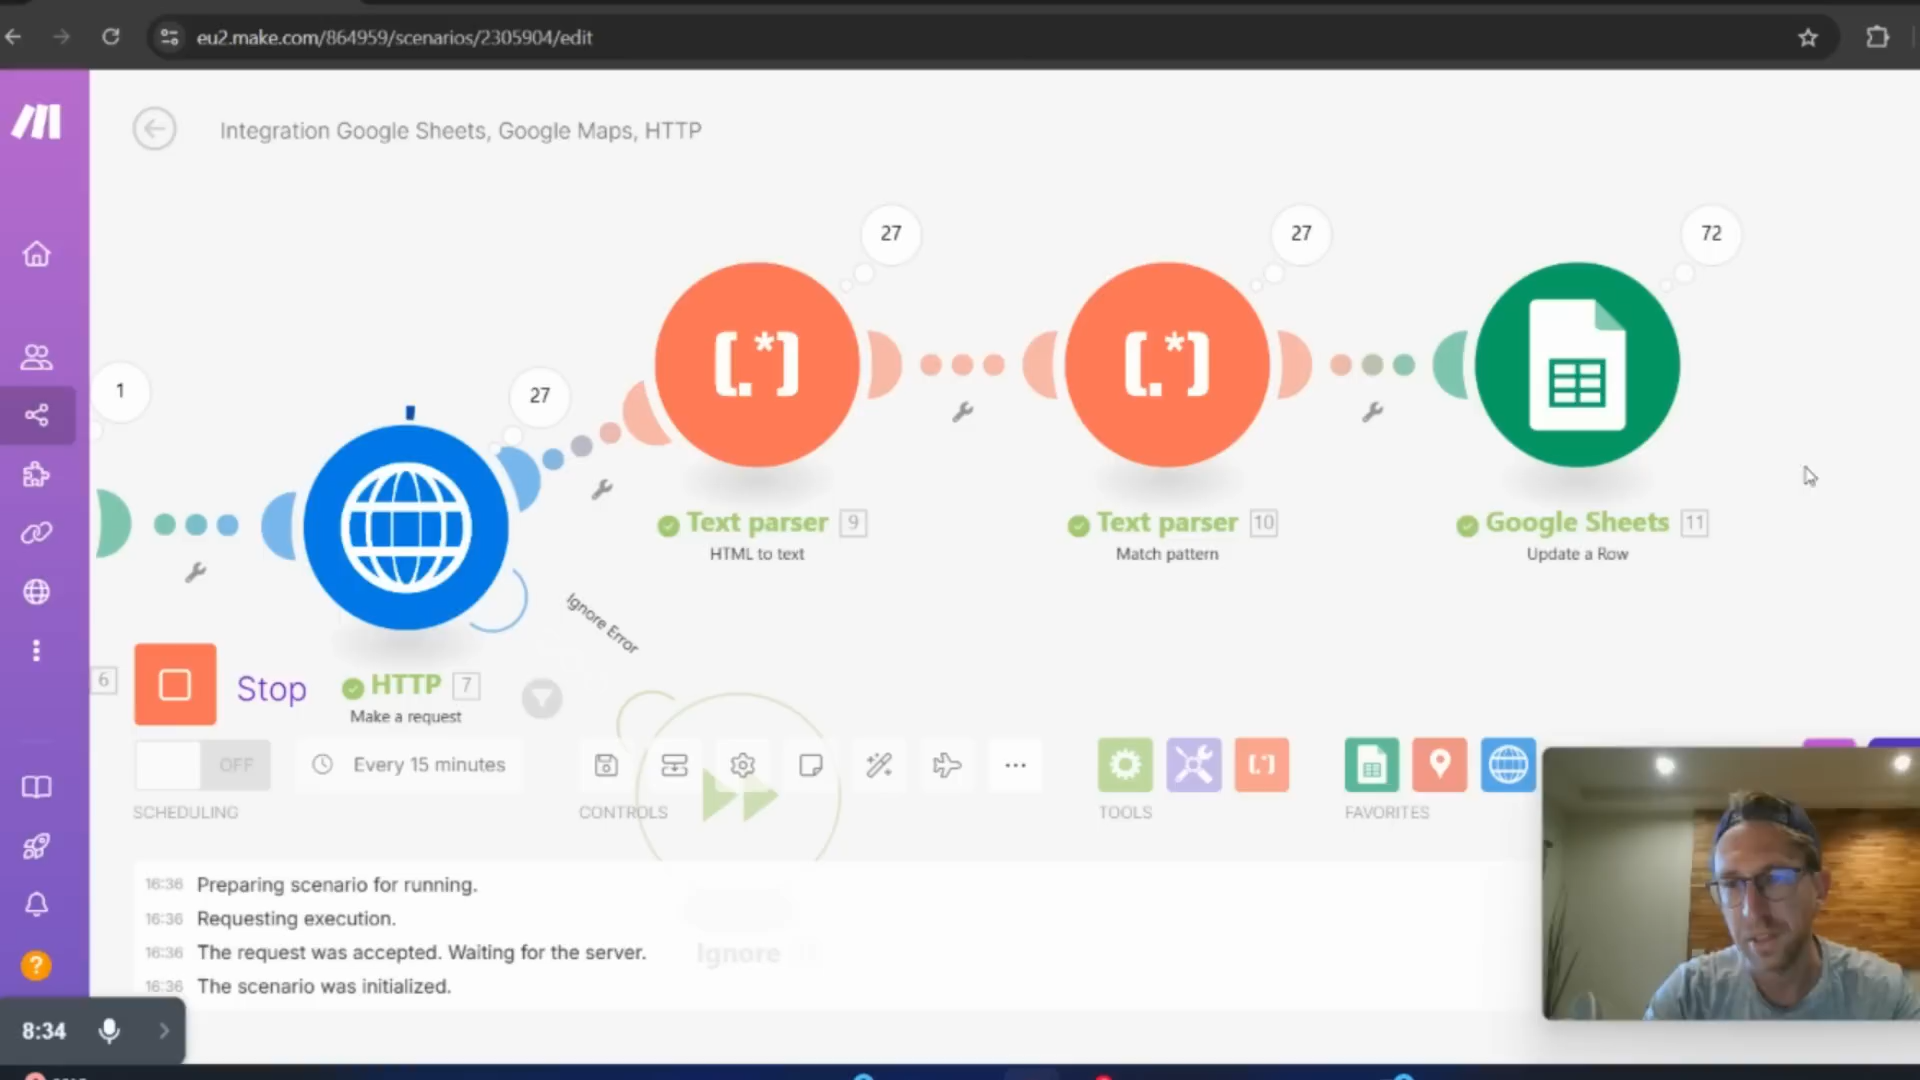 eu2.make.com/864959/scenarios/2305904/edit
Integration Google Sheets, Google Maps, HTTP
27
27
72
1
27
[.*]
[.*]
Text parser 9
HTML to text
Text parser 10
Match pattern
Google Sheets 11
Update a Row
Ignore Error
6
Stop
HTTP 7
Make a request
OFF
Every 15 minutes
SCHEDULING
CONTROLS
TOOLS
FAVORITES
16:36 Preparing scenario for running.
16:36 Requesting execution.
16:36 The request was accepted. Waiting for the server.
16:36 The scenario was initialized.
Ignore
?
8:34